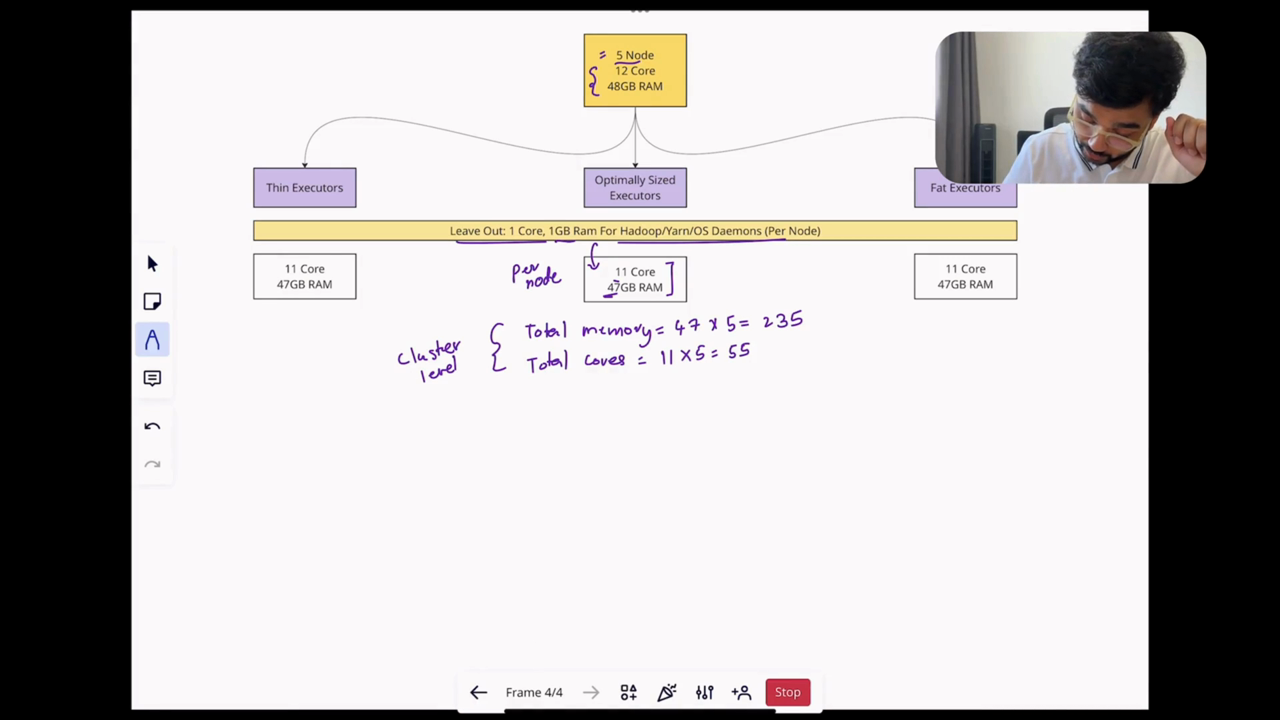 = 5 Node
12 Core
48GB RAM
Thin Executors
Optimally Sized
Executors
Fat Executors
Leave Out: 1 Core, 1GB Ram For Hadoop/Yarn/OS Daemons (Per Node)
11 Core
47GB RAM
Per
node
11 Core
47GB RAM
11 Core
47GB RAM
Cluster
level
Total memory = 47 x 5 = 235
Total cores = 11 x 5 = 55
Frame 4/4
Stop